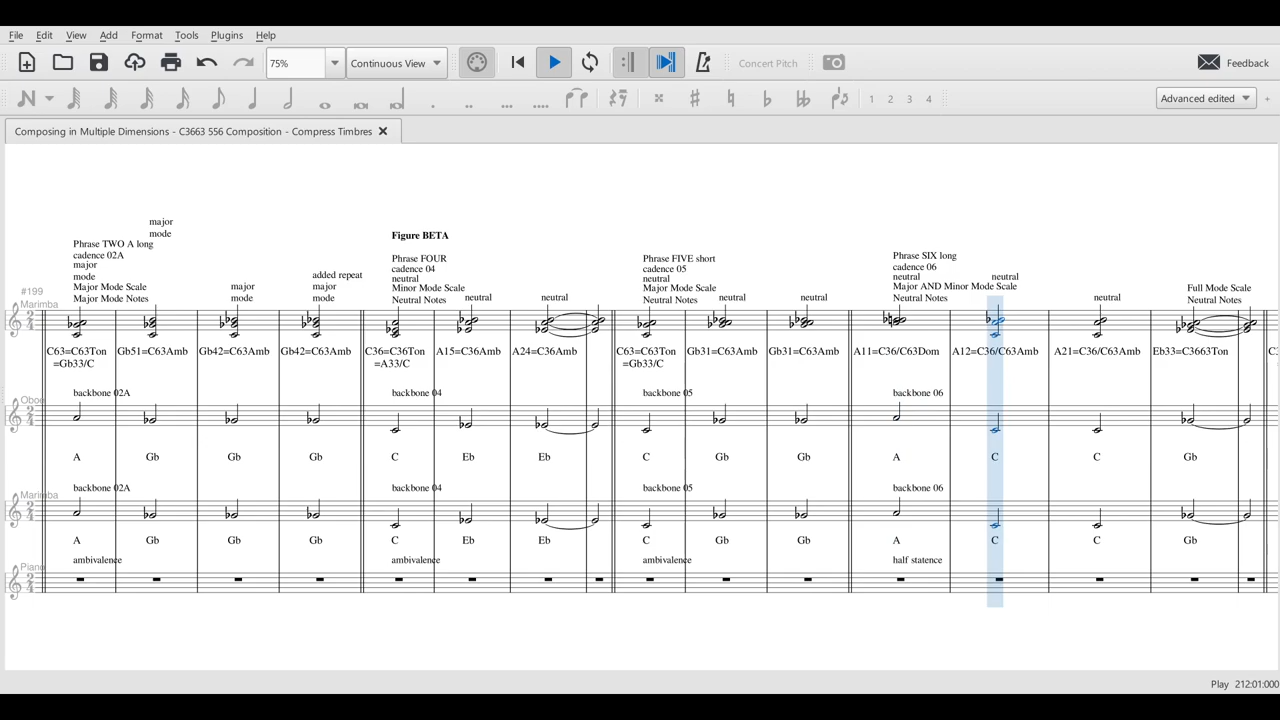 File Edit View Add Format Tools Plugins Help
75% Continuous View Concert Pitch Feedback
1 2 3 4 Advanced edited
Composing in Multiple Dimensions - C3663 556 Composition - Compress Timbres
major
mode
Phrase TWO A long
cadence 02A
major
mode
Major Mode Scale
Major Mode Notes
major
mode
added repeat
major
mode
Figure BETA
Phrase FOUR
cadence 04
neutral
Minor Mode Scale
Neutral Notes
neutral
neutral
Phrase FIVE short
cadence 05
neutral
Major Mode Scale
Neutral Notes
neutral
neutral
Phrase SIX long
cadence 06
neutral
Major AND Minor Mode Scale
Neutral Notes
neutral
neutral
Full Mode Scale
Neutral Notes
#199
Marimba
C63=C63Ton
=Gb33/C
Gb51=C63Amb
Gb42=C63Amb
Gb42=C63Amb
C36=C36Ton
=A33/C
A15=C36Amb
A24=C36Amb
C63=C63Ton
=Gb33/C
Gb31=C63Amb
Gb31=C63Amb
A11=C36/C63Dom
A12=C36/C63Amb
A21=C36/C63Amb
Eb33=C3663Ton
backbone 02A backbone 04 backbone 05 backbone 06
Oboe
A Gb Gb Gb C Eb Eb C Gb Gb A C C Gb
backbone 02A backbone 04 backbone 05 backbone 06
Marimba
A Gb Gb Gb C Eb Eb C Gb Gb A C C Gb
ambivalence ambivalence ambivalence half statence
Piano
Play 212:01:000